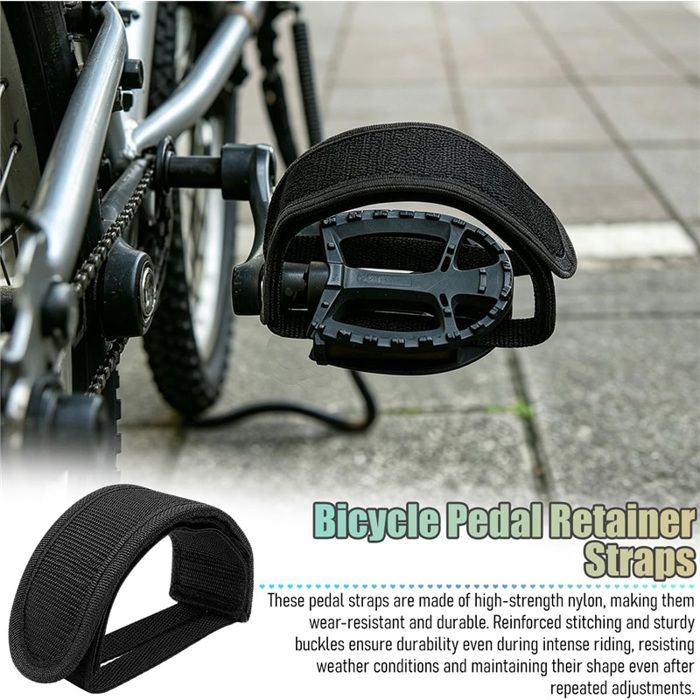 Bicycle Pedal Retainer
Straps
These pedal straps are made of high-strength nylon, making them
wear-resistant and durable. Reinforced stitching and sturdy
buckles ensure durability even during intense riding, resisting
weather conditions and maintaining their shape even after
repeated adjustments.